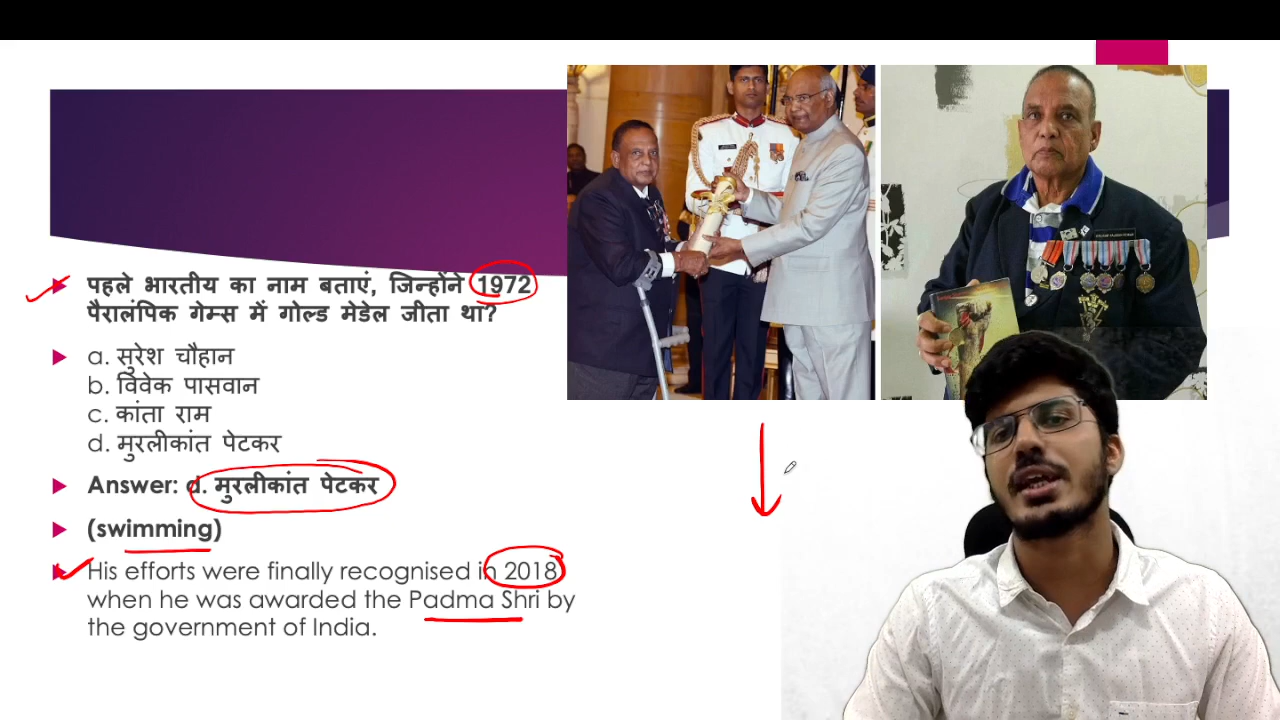 पहले भारतीय का नाम बताएं, जिन्होंने 1972
पैरालंपिक गेम्स में गोल्ड मेडेल जीता था?
a. सुरेश चौहान
b. विवेक पासवान
c. कांता राम
d. मुरलीकांत पेटकर
Answer: d. मुरलीकांत पेटकर
(swimming)
His efforts were finally recognised in 2018
when he was awarded the Padma Shri by
the government of India.